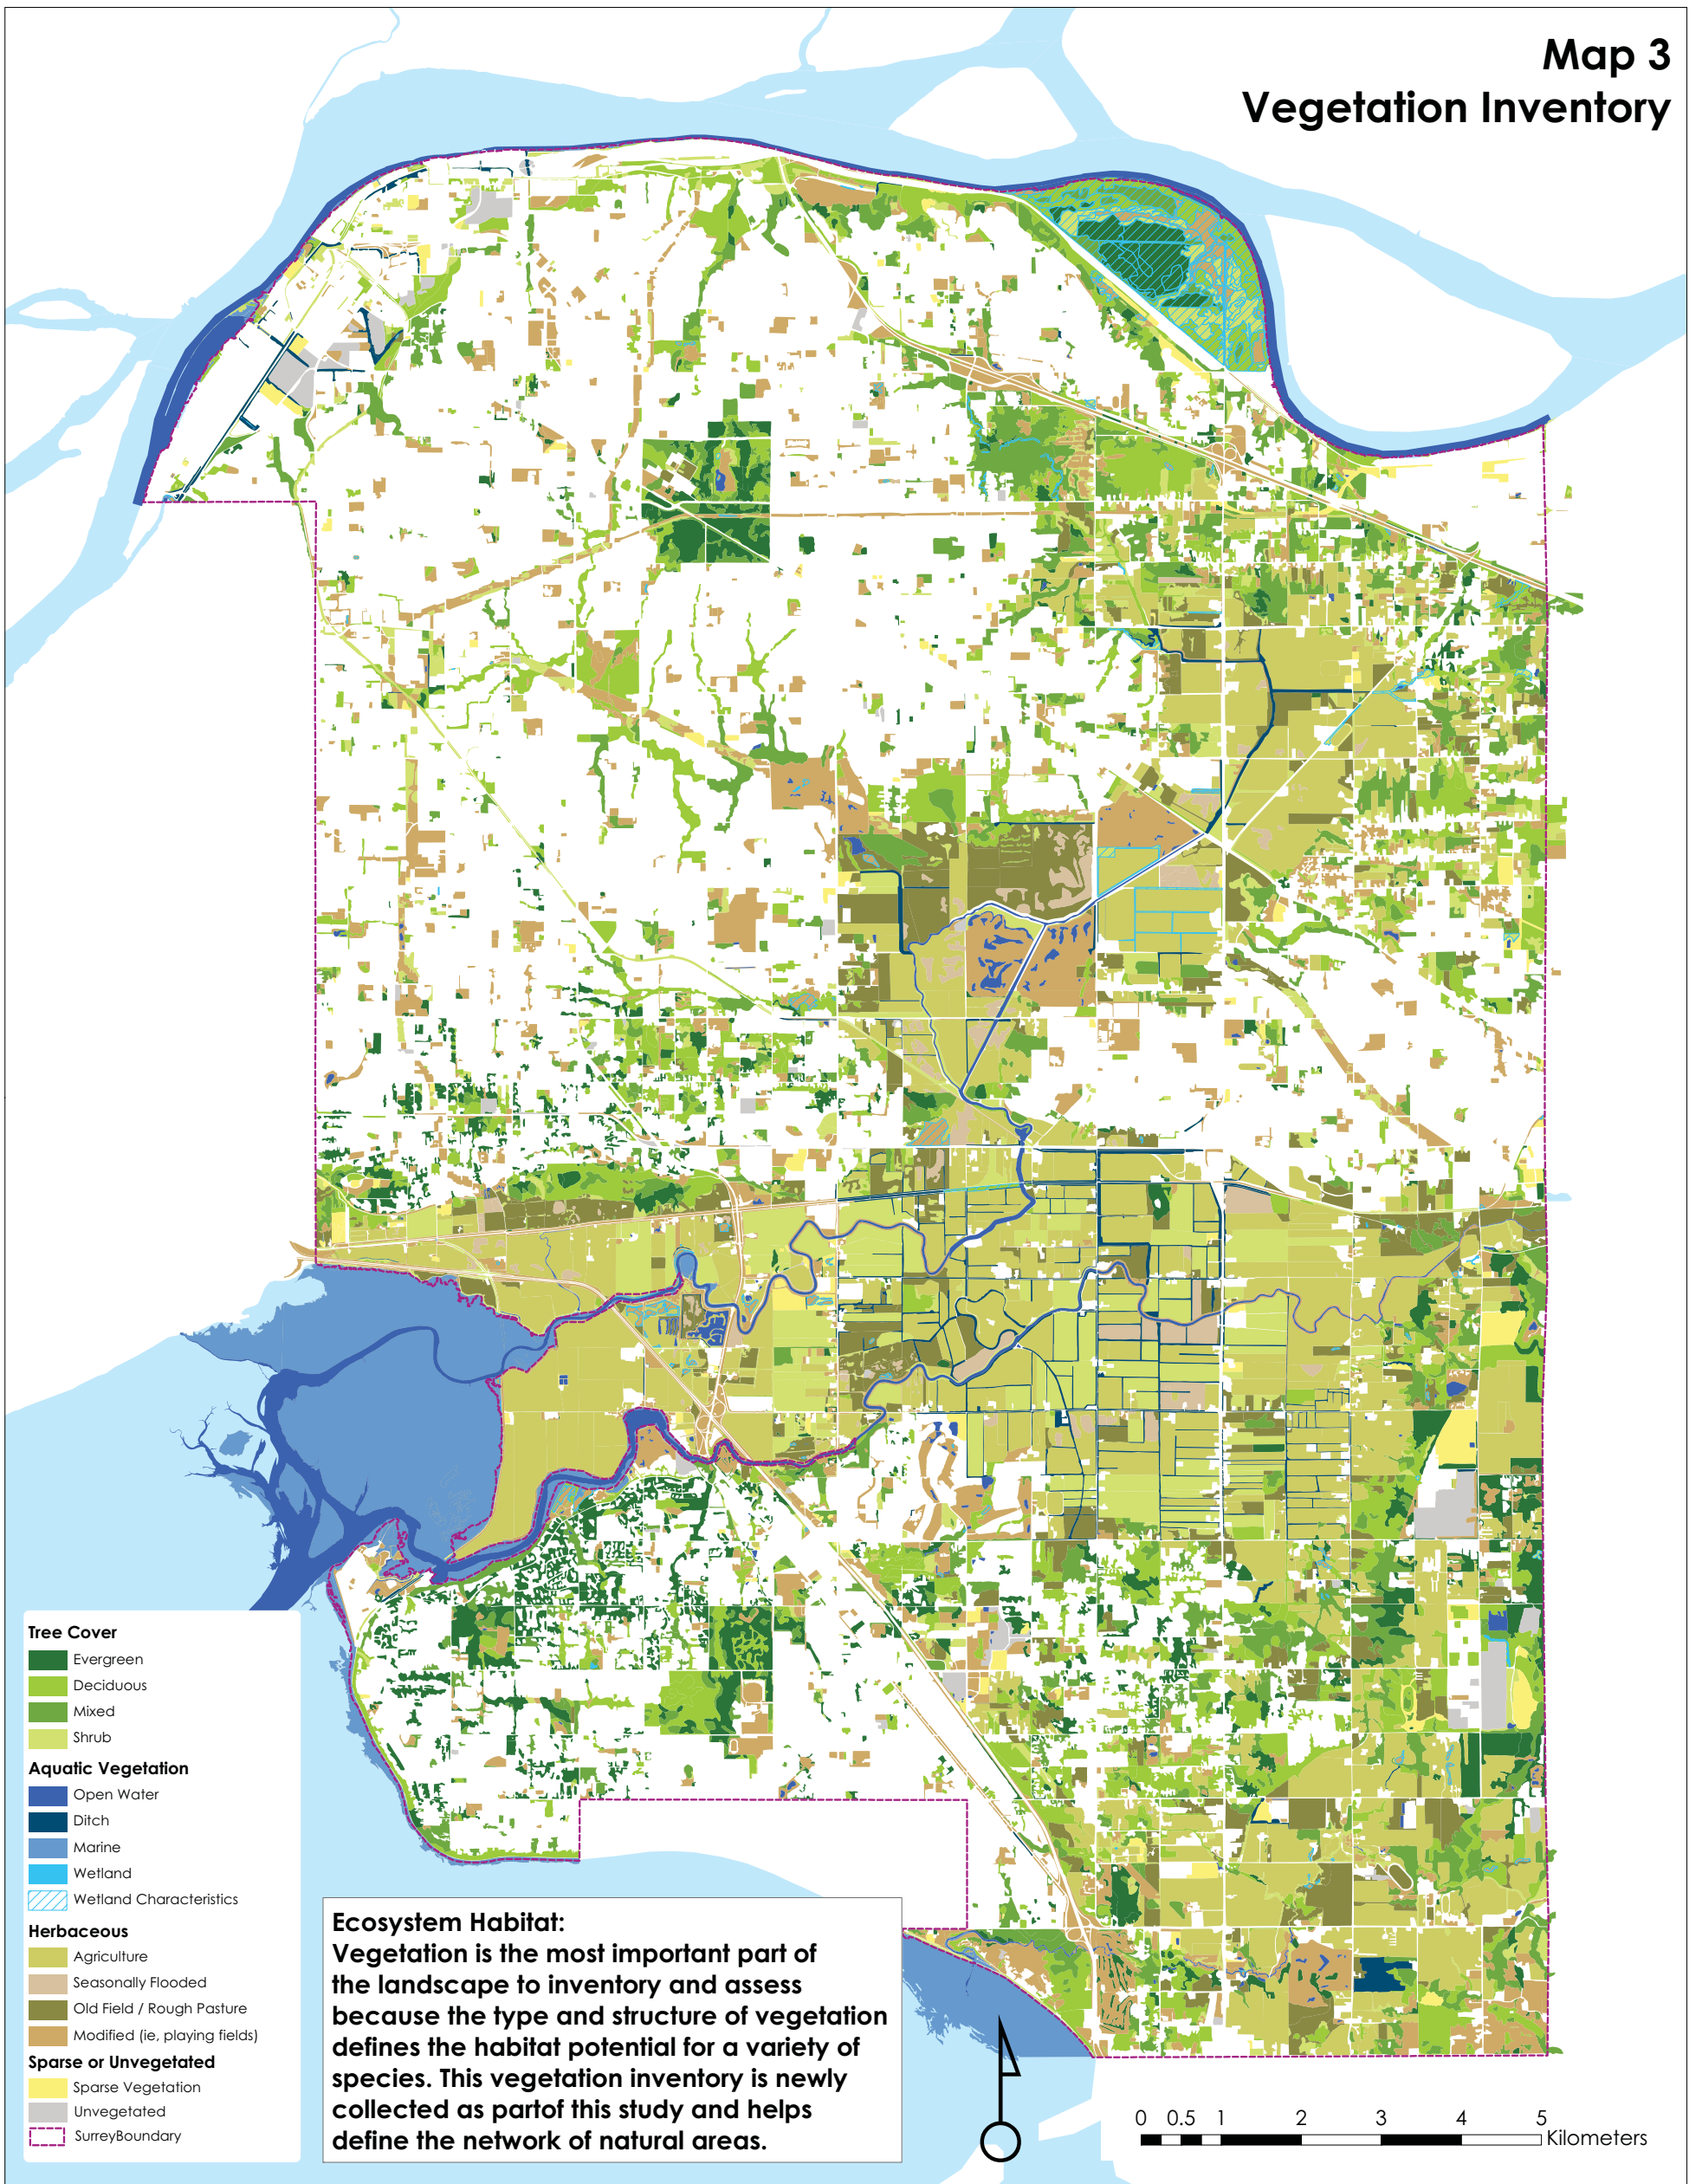 Map 3
Vegetation Inventory
Tree Cover
Evergreen
Deciduous
Mixed
Shrub
Aquatic Vegetation
Open Water
Ditch
Marine
Wetland
Wetland Characteristics
Herbaceous
Agriculture
Seasonally Flooded
Old Field / Rough Pasture
Modified (ie, playing fields)
Sparse or Unvegetated
Sparse Vegetation
Unvegetated
SurreyBoundary
Ecosystem Habitat:
Vegetation is the most important part of
the landscape to inventory and assess
because the type and structure of vegetation
defines the habitat potential for a variety of
species. This vegetation inventory is newly
collected as partof this study and helps
define the network of natural areas.
0 0.5 1 2 3 4 5
Kilometers